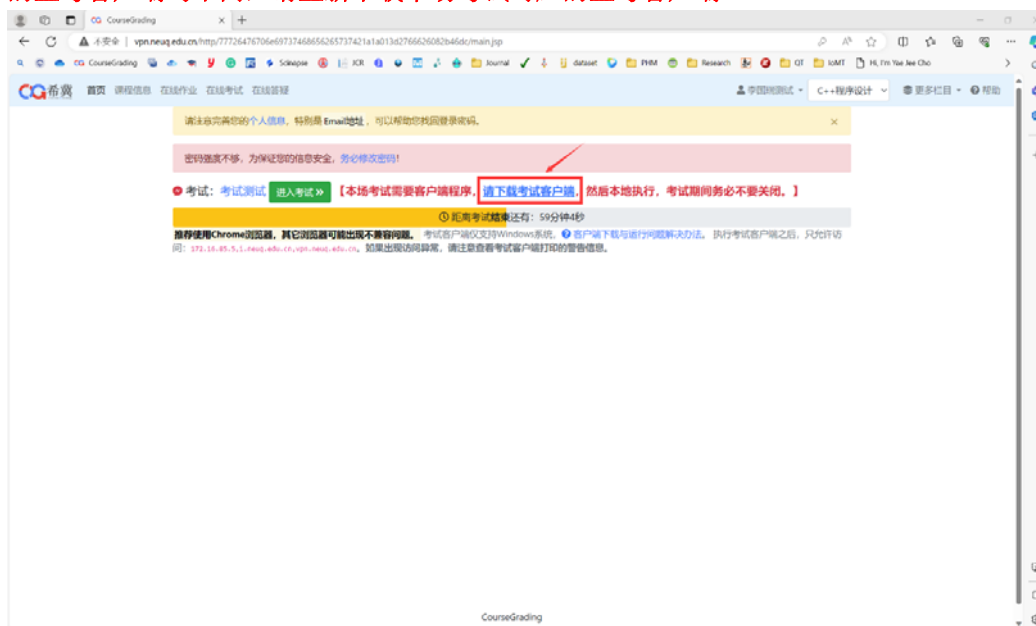 CourseGrading
不安全 vpn.neuq.edu.cn/http/77726476706e69737468656265737421a1a013d2766626082b46dc/main.jsp
CourseGrading Sckopse XR Journal dataset PHM Research QT IoMT Hi, I'm Yae Jee Cho
CG希冀 首页 课程信息 在线作业 在线考试 在线答疑 李国刚测试 C++程序设计 更多栏目 帮助
请注意完善您的个人信息，特别是Email地址，可以帮助您找回登录密码。 ×
密码强度不够，为保证您的信息安全，务必修改密码!
考试: 考试测试 进入考试 » 【本场考试需要客户端程序，请下载考试客户端，然后本地执行，考试期间务必不要关闭。】
距离考试结束还有: 59分钟4秒
推荐使用Chrome浏览器，其它浏览器可能出现不兼容问题。 考试客户端仅支持Windows系统， 客户端下载与运行问题解决办法。 执行考试客户端之后，只允许访
问: 172.18.85.5,1.neuq.edu.cn,vpn.neuq.edu.cn。如果出现访问异常，请注意查看考试客户端打印的警告信息。
CourseGrading